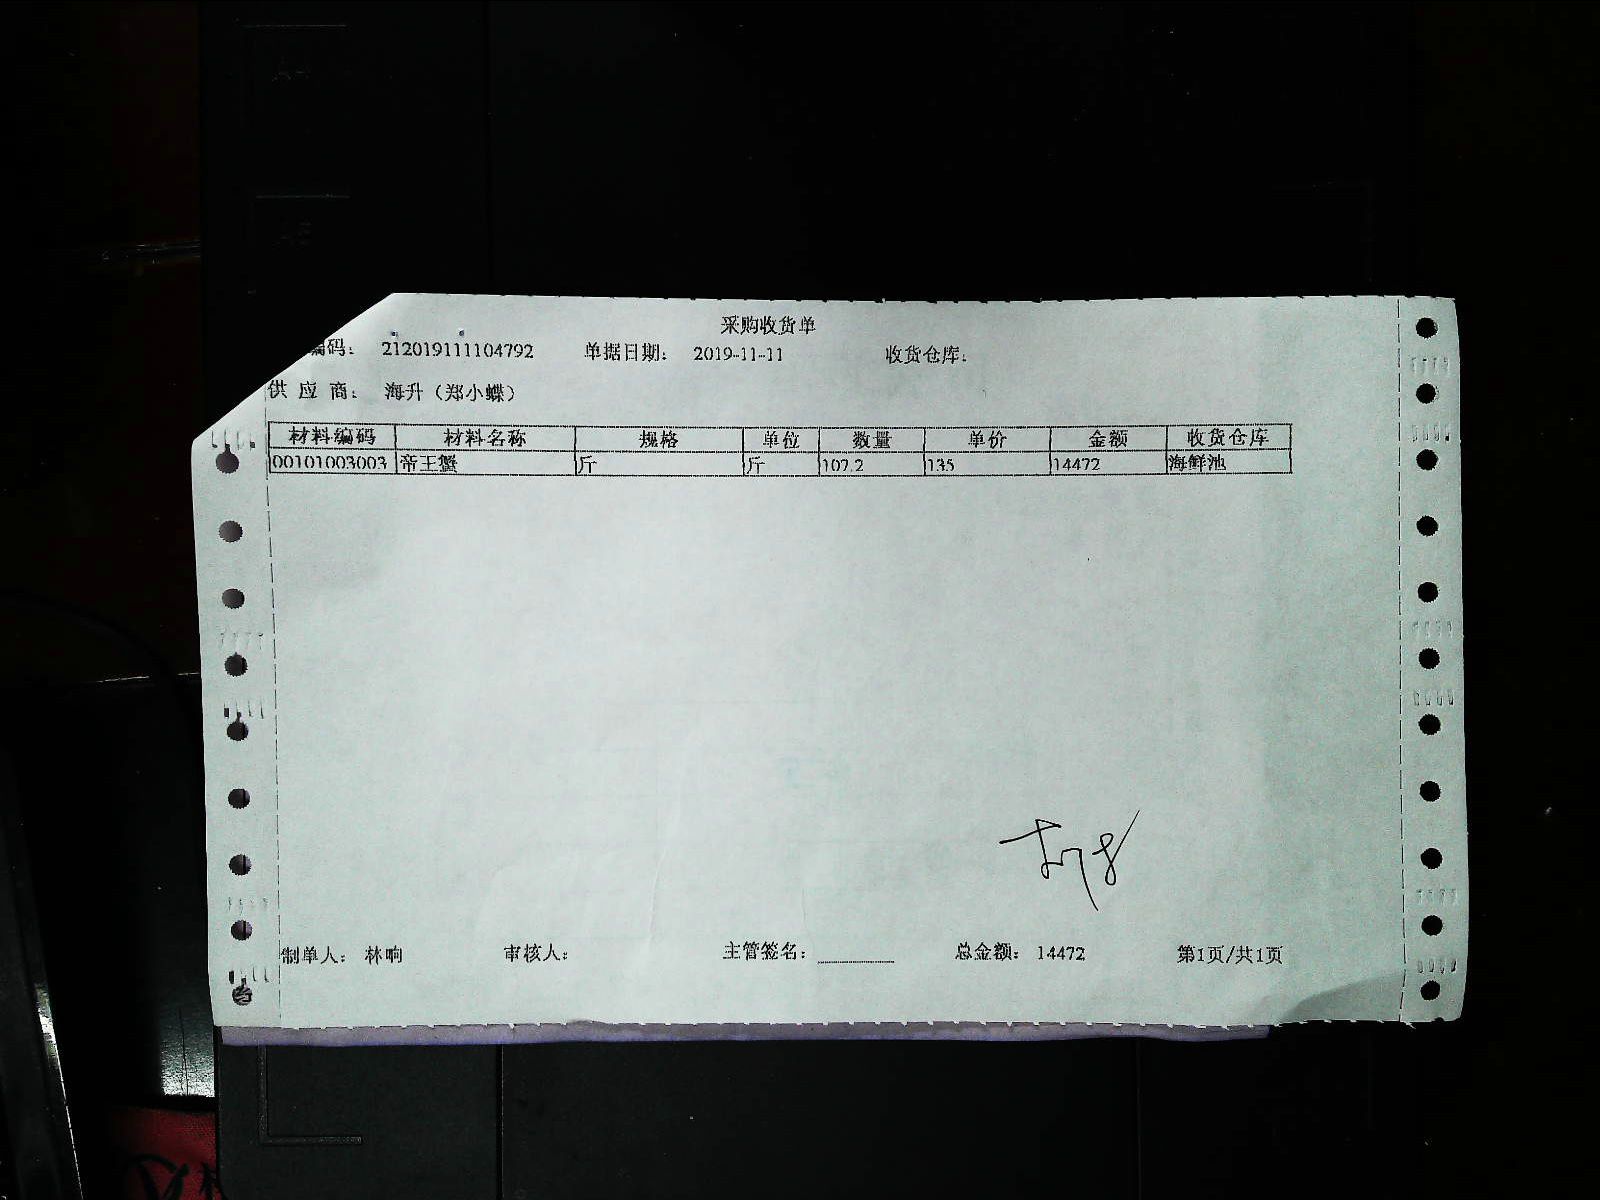 采购收货单
编码： 212019111104792 单据日期： 2019-11-11 收货仓库：
供 应 商： 海升（郑小蝶）
材料编码 材料名称 规格 单位 数量 单价 金额 收货仓库
00101003003 帝王蟹 斤 斤 107.2 135 14472 海鲜池
制单人： 林响 审核人： 主管签名： 总金额： 14472 第1页/共1页